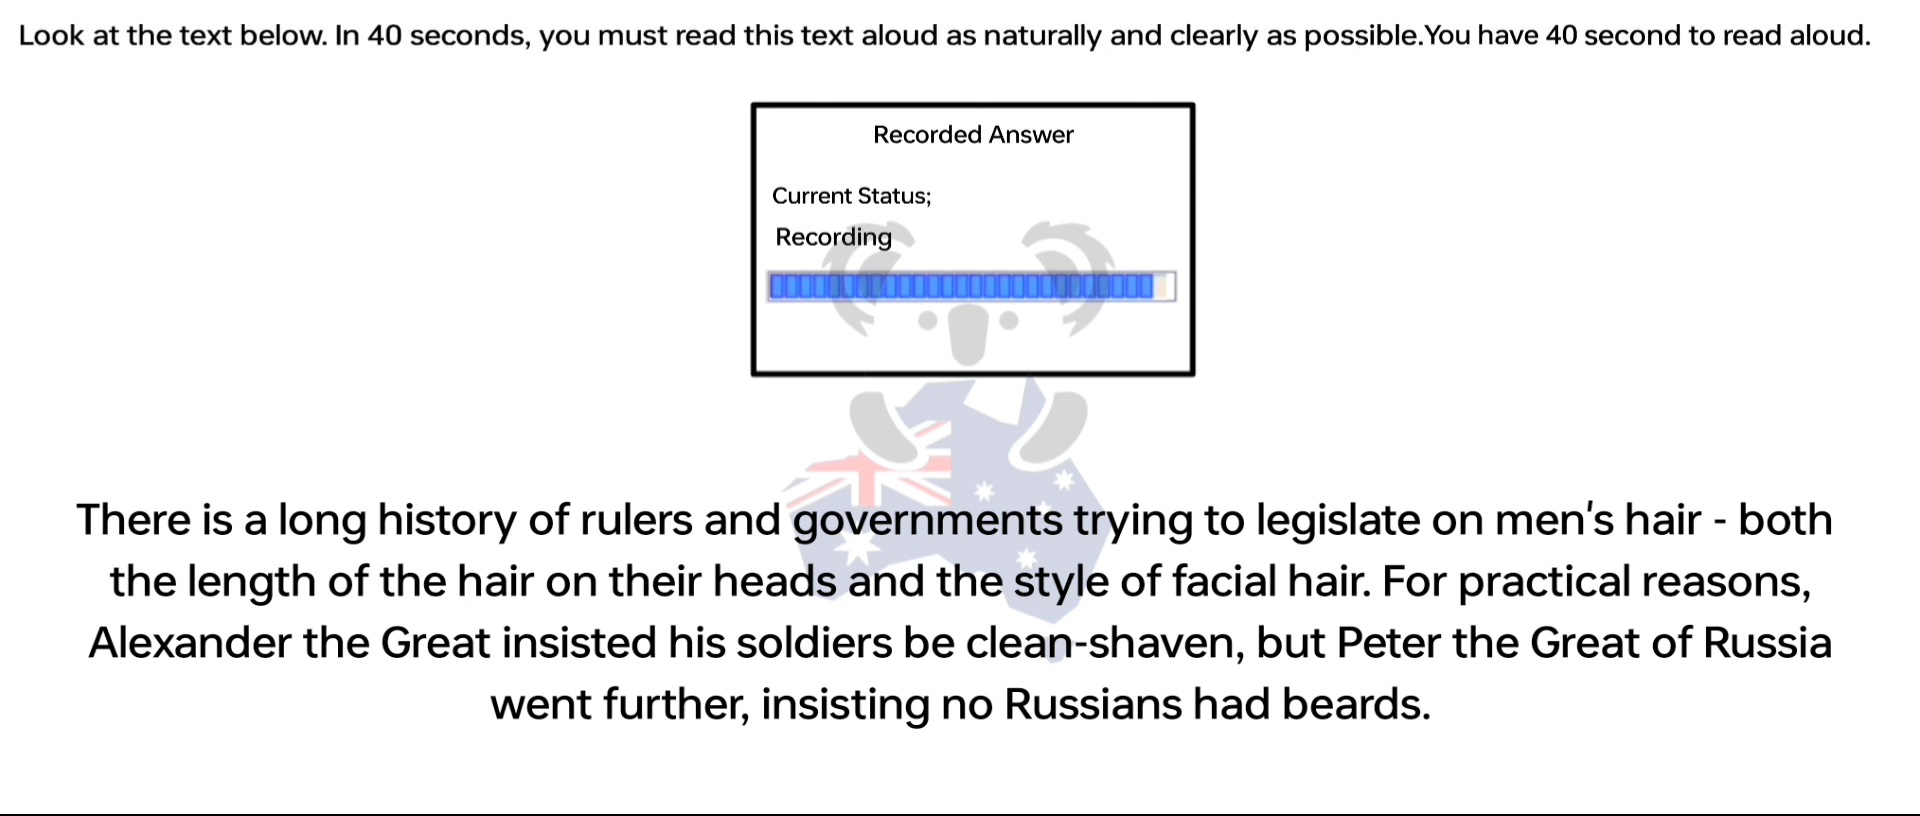 Look at the text below. In 40 seconds, you must read this text aloud as naturally and clearly as possible.You have 40 second to read aloud.
Recorded Answer
Current Status;
Recording
There is a long history of rulers and governments trying to legislate on men's hair - both
the length of the hair on their heads and the style of facial hair. For practical reasons,
Alexander the Great insisted his soldiers be clean-shaven, but Peter the Great of Russia
went further, insisting no Russians had beards.